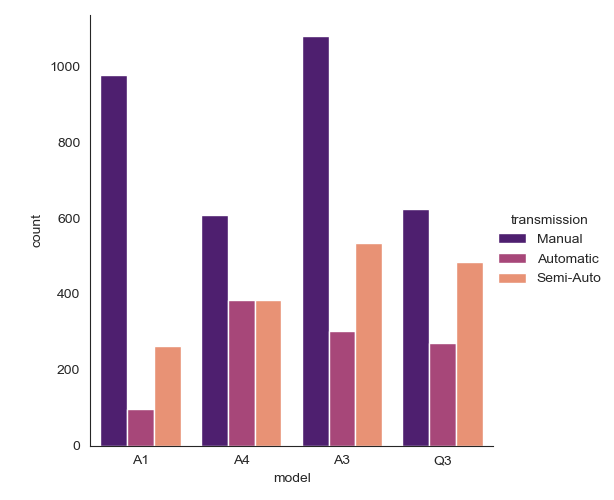 1000
800
600
400
200
0
count
A1 A4 A3 Q3
model
transmission
Manual
Automatic
Semi-Auto